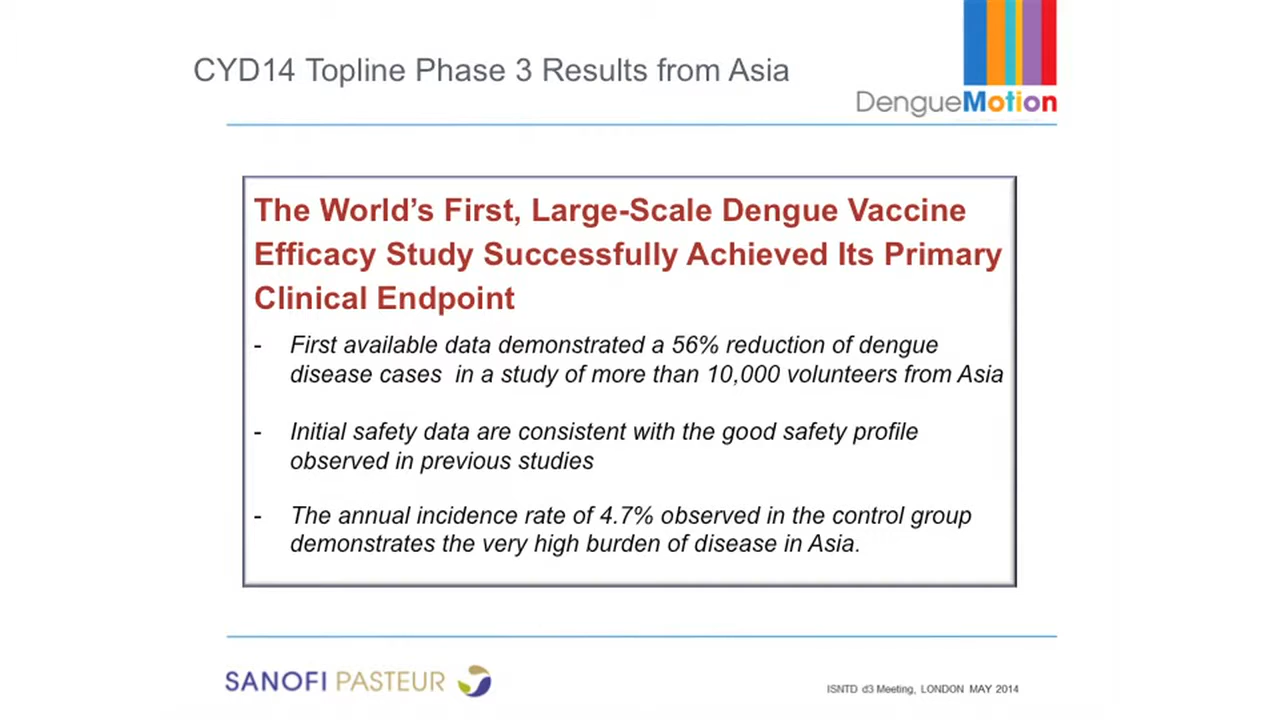 CYD14 Topline Phase 3 Results from Asia
DengueMotion
The World’s First, Large-Scale Dengue Vaccine
Efficacy Study Successfully Achieved Its Primary
Clinical Endpoint
- First available data demonstrated a 56% reduction of dengue
disease cases in a study of more than 10,000 volunteers from Asia
- Initial safety data are consistent with the good safety profile
observed in previous studies
- The annual incidence rate of 4.7% observed in the control group
demonstrates the very high burden of disease in Asia.
SANOFI PASTEUR
ISNTD d3 Meeting, LONDON MAY 2014